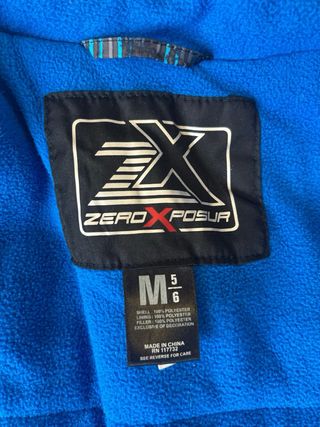 ZX
ZEROXPOSUR
M 5/6
SHELL: 100% POLYESTER
LINING: 100% POLYESTER
FILLER: 100% POLYESTER
EXCLUSIVE OF DECORATION
MADE IN CHINA
RN 117732
SEE REVERSE FOR CARE